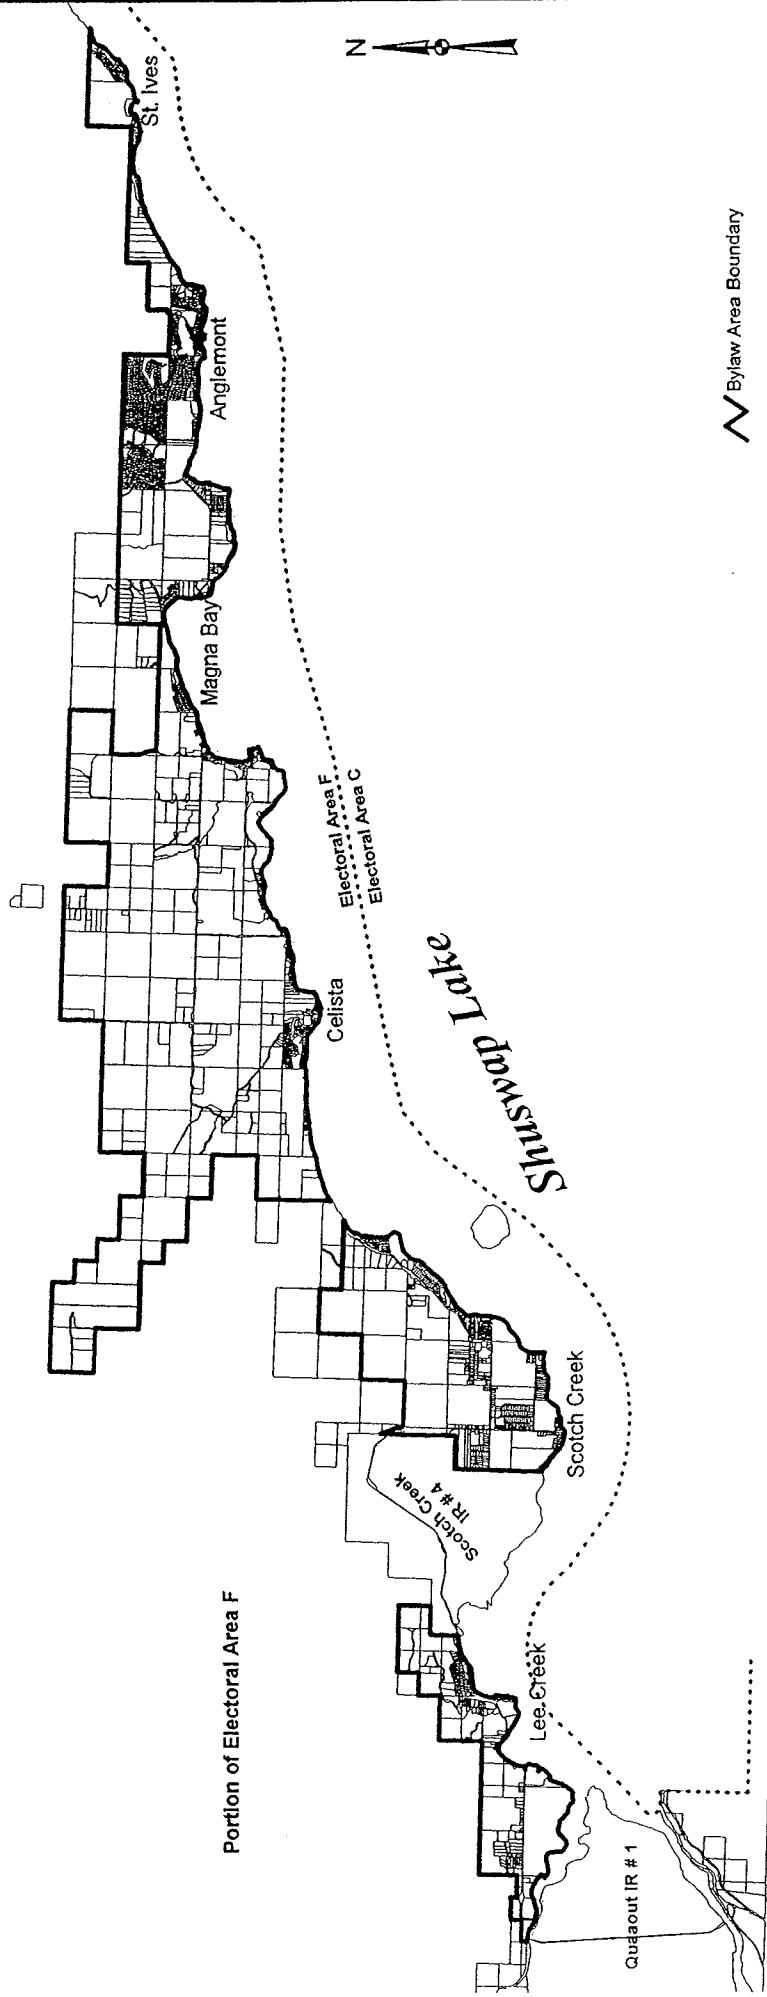 Portion of Electoral Area F
N
St. Ives
Anglemont
Magna Bay
Electoral Area F
Electoral Area C
Celista
Shuswap Lake
Scotch Creek
Scotch Creek
IR # 4
Lee Creek
Quaaout IR # 1
Bylaw Area Boundary